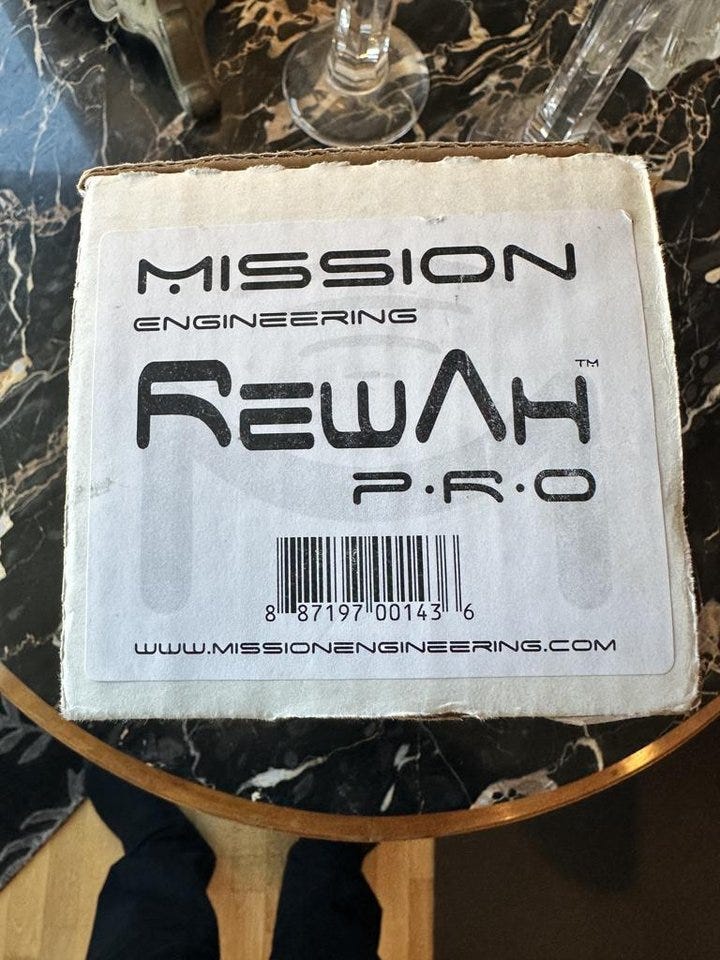 MISSION
ENGINEERING
REWAH™
P·R·O
8 87197 00143 6
WWW.MISSIONENGINEERING.COM